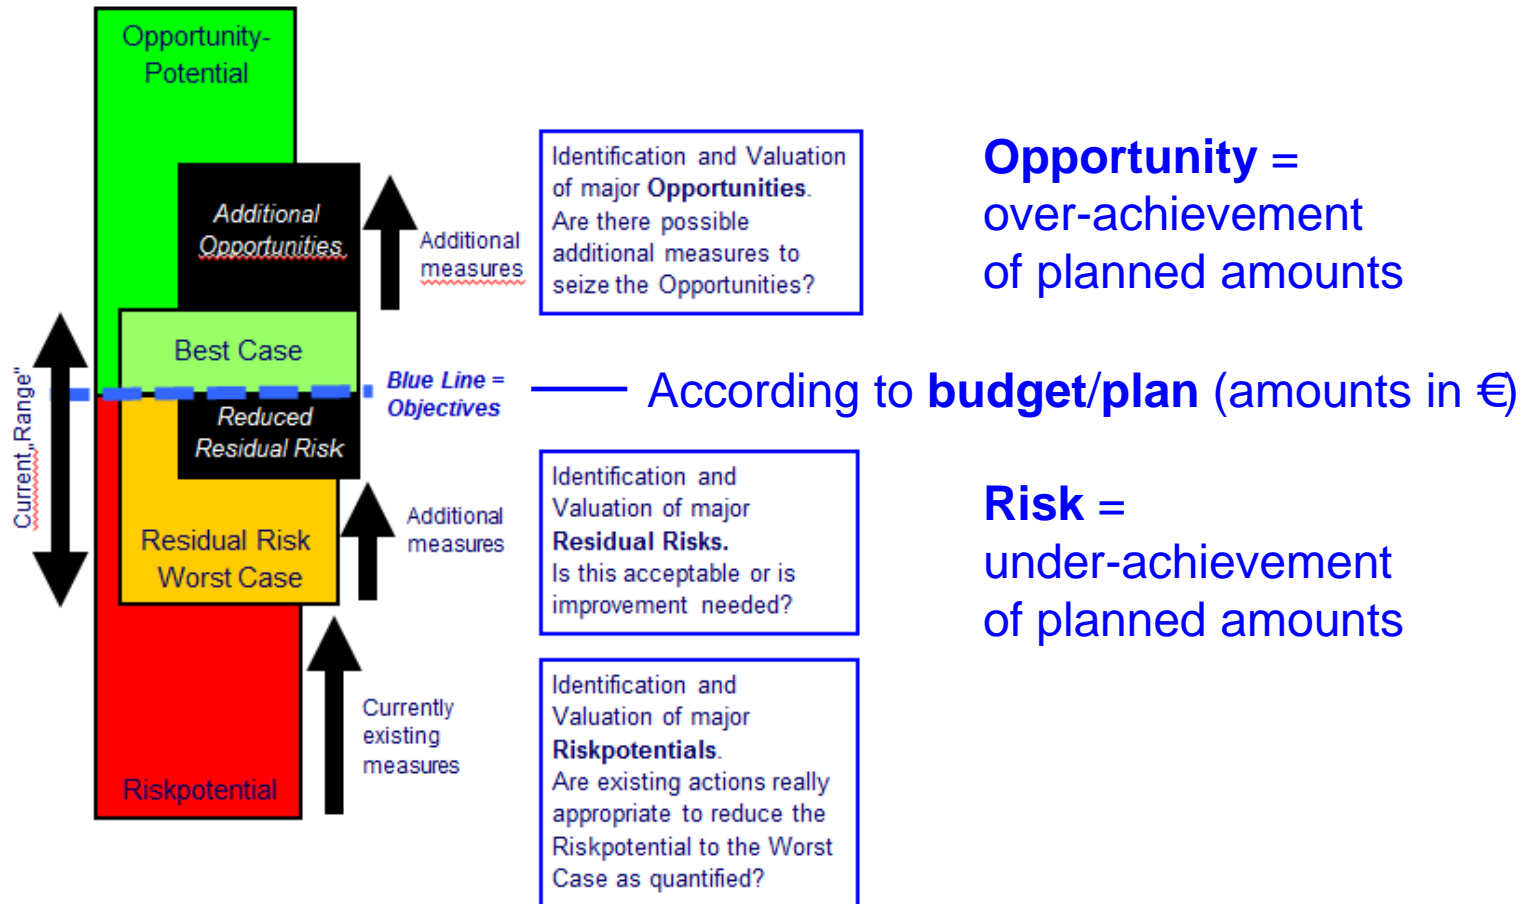 Opportunity-
Potential
Additional
Opportunities
Additional
measures
Identification and Valuation
of major Opportunities.
Are there possible
additional measures to
seize the Opportunities?
Opportunity =
over-achievement
of planned amounts
Best Case
Current „Range"
Blue Line =
Objectives
According to budget/plan (amounts in €)
Reduced
Residual Risk
Residual Risk
Worst Case
Additional
measures
Identification and
Valuation of major
Residual Risks.
Is this acceptable or is
improvement needed?
Risk =
under-achievement
of planned amounts
Currently
existing
measures
Riskpotential
Identification and
Valuation of major
Riskpotentials.
Are existing actions really
appropriate to reduce the
Riskpotential to the Worst
Case as quantified?